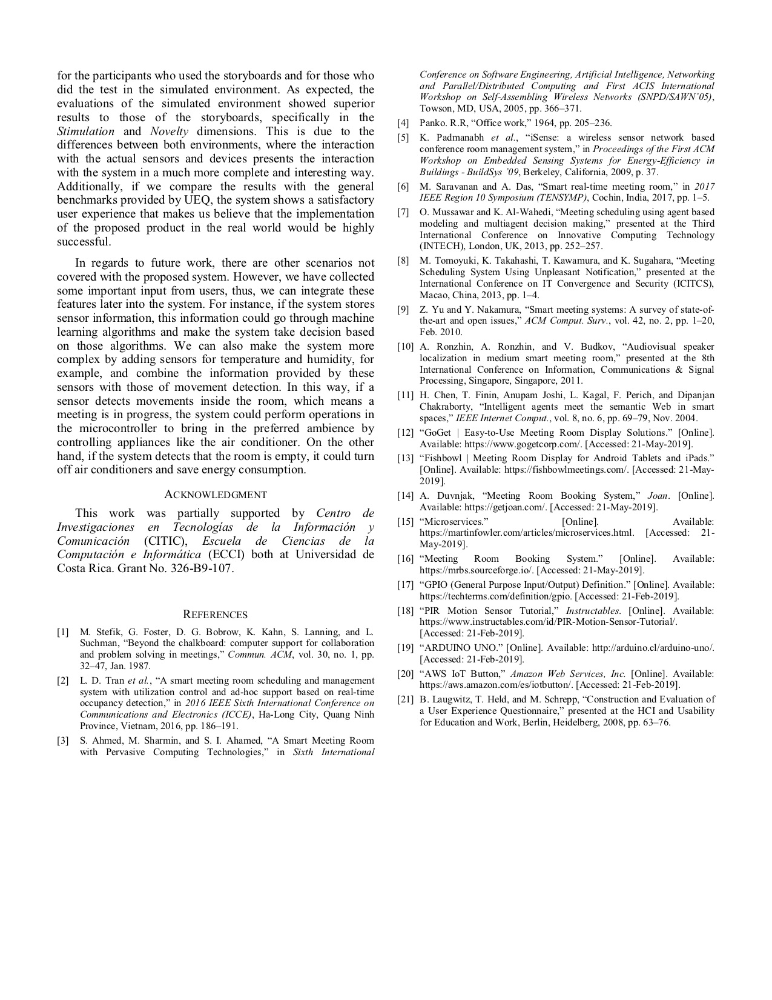 for the participants who used the storyboards and for those who
did the test in the simulated environment. As expected, the
evaluations of the simulated environment showed superior
results to those of the storyboards, specifically in the
Stimulation and Novelty dimensions. This is due to the
differences between both environments, where the interaction
with the actual sensors and devices presents the interaction
with the system in a much more complete and interesting way.
Additionally, if we compare the results with the general
benchmarks provided by UEQ, the system shows a satisfactory
user experience that makes us believe that the implementation
of the proposed product in the real world would be highly
successful.
In regards to future work, there are other scenarios not
covered with the proposed system. However, we have collected
some important input from users, thus, we can integrate these
features later into the system. For instance, if the system stores
sensor information, this information could go through machine
learning algorithms and make the system take decision based
on those algorithms. We can also make the system more
complex by adding sensors for temperature and humidity, for
example, and combine the information provided by these
sensors with those of movement detection. In this way, if a
sensor detects movements inside the room, which means a
meeting is in progress, the system could perform operations in
the microcontroller to bring in the preferred ambience by
controlling appliances like the air conditioner. On the other
hand, if the system detects that the room is empty, it could turn
off air conditioners and save energy consumption.
ACKNOWLEDGMENT
This work was partially supported by Centro de
Investigaciones en Tecnologías de la Información y
Comunicación (CITIC), Escuela de Ciencias de la
Computación e Informática (ECCI) both at Universidad de
Costa Rica. Grant No. 326-B9-107.
REFERENCES
[1] M. Stefik, G. Foster, D. G. Bobrow, K. Kahn, S. Lanning, and L.
Suchman, “Beyond the chalkboard: computer support for collaboration
and problem solving in meetings,” Commun. ACM, vol. 30, no. 1, pp.
32–47, Jan. 1987.
[2] L. D. Tran et al., “A smart meeting room scheduling and management
system with utilization control and ad-hoc support based on real-time
occupancy detection,” in 2016 IEEE Sixth International Conference on
Communications and Electronics (ICCE), Ha-Long City, Quang Ninh
Province, Vietnam, 2016, pp. 186–191.
[3] S. Ahmed, M. Sharmin, and S. I. Ahamed, “A Smart Meeting Room
with Pervasive Computing Technologies,” in Sixth International
Conference on Software Engineering, Artificial Intelligence, Networking
and Parallel/Distributed Computing and First ACIS International
Workshop on Self-Assembling Wireless Networks (SNPD/SAWN’05),
Towson, MD, USA, 2005, pp. 366–371.
[4] Panko. R.R, “Office work,” 1964, pp. 205–236.
[5] K. Padmanabh et al., “iSense: a wireless sensor network based
conference room management system,” in Proceedings of the First ACM
Workshop on Embedded Sensing Systems for Energy-Efficiency in
Buildings - BuildSys ’09, Berkeley, California, 2009, p. 37.
[6] M. Saravanan and A. Das, “Smart real-time meeting room,” in 2017
IEEE Region 10 Symposium (TENSYMP), Cochin, India, 2017, pp. 1–5.
[7] O. Mussawar and K. Al-Wahedi, “Meeting scheduling using agent based
modeling and multiagent decision making,” presented at the Third
International Conference on Innovative Computing Technology
(INTECH), London, UK, 2013, pp. 252–257.
[8] M. Tomoyuki, K. Takahashi, T. Kawamura, and K. Sugahara, “Meeting
Scheduling System Using Unpleasant Notification,” presented at the
International Conference on IT Convergence and Security (ICITCS),
Macao, China, 2013, pp. 1–4.
[9] Z. Yu and Y. Nakamura, “Smart meeting systems: A survey of state-of-
the-art and open issues,” ACM Comput. Surv., vol. 42, no. 2, pp. 1–20,
Feb. 2010.
[10] A. Ronzhin, A. Ronzhin, and V. Budkov, “Audiovisual speaker
localization in medium smart meeting room,” presented at the 8th
International Conference on Information, Communications & Signal
Processing, Singapore, Singapore, 2011.
[11] H. Chen, T. Finin, Anupam Joshi, L. Kagal, F. Perich, and Dipanjan
Chakraborty, “Intelligent agents meet the semantic Web in smart
spaces,” IEEE Internet Comput., vol. 8, no. 6, pp. 69–79, Nov. 2004.
[12] “GoGet | Easy-to-Use Meeting Room Display Solutions.” [Online].
Available: https://www.gogetcorp.com/. [Accessed: 21-May-2019].
[13] “Fishbowl | Meeting Room Display for Android Tablets and iPads.”
[Online]. Available: https://fishbowlmeetings.com/. [Accessed: 21-May-
2019].
[14] A. Duvnjak, “Meeting Room Booking System,” Joan. [Online].
Available: https://getjoan.com/. [Accessed: 21-May-2019].
[15] “Microservices.” [Online]. Available:
https://martinfowler.com/articles/microservices.html. [Accessed: 21-
May-2019].
[16] “Meeting Room Booking System.” [Online]. Available:
https://mrbs.sourceforge.io/. [Accessed: 21-May-2019].
[17] “GPIO (General Purpose Input/Output) Definition.” [Online]. Available:
https://techterms.com/definition/gpio. [Accessed: 21-Feb-2019].
[18] “PIR Motion Sensor Tutorial,” Instructables. [Online]. Available:
https://www.instructables.com/id/PIR-Motion-Sensor-Tutorial/.
[Accessed: 21-Feb-2019].
[19] “ARDUINO UNO.” [Online]. Available: http://arduino.cl/arduino-uno/.
[Accessed: 21-Feb-2019].
[20] “AWS IoT Button,” Amazon Web Services, Inc. [Online]. Available:
https://aws.amazon.com/es/iotbutton/. [Accessed: 21-Feb-2019].
[21] B. Laugwitz, T. Held, and M. Schrepp, “Construction and Evaluation of
a User Experience Questionnaire,” presented at the HCI and Usability
for Education and Work, Berlin, Heidelberg, 2008, pp. 63–76.